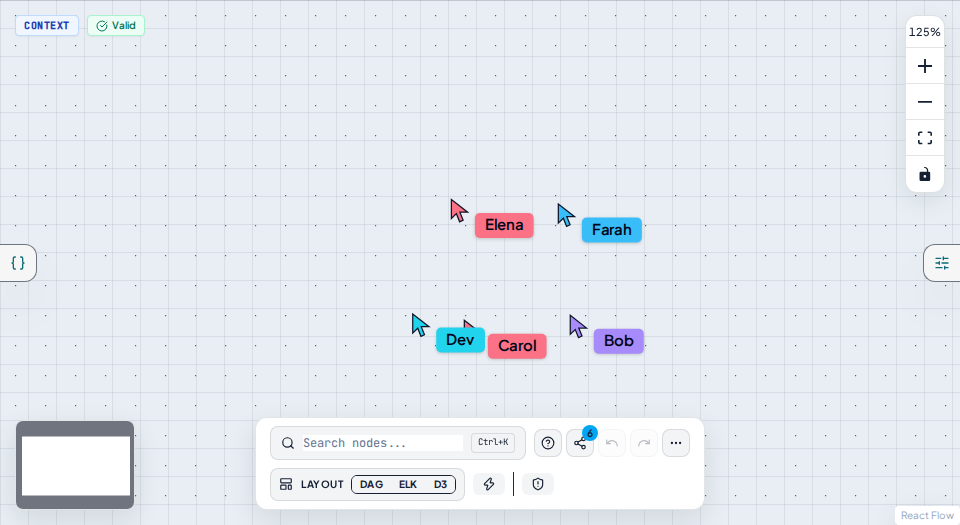 CONTEXT Valid
125%
Elena
Farah
Dev
Carol
Bob
Search nodes... Ctrl+K 6
LAYOUT DAG ELK D3
React Flow